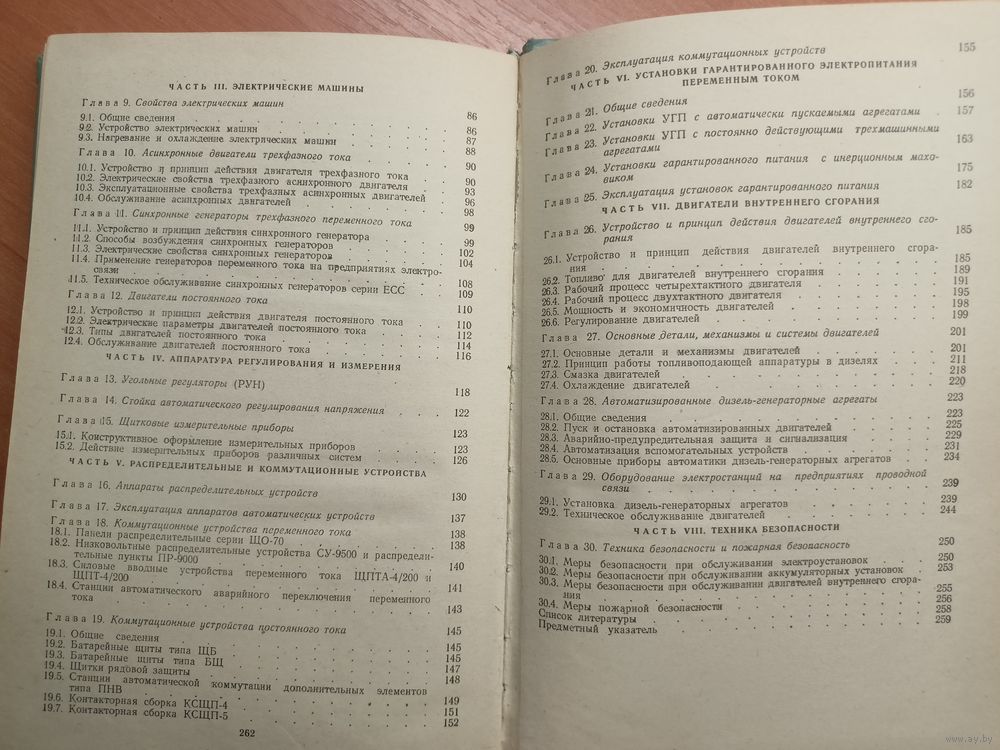 ЧАСТЬ III. ЭЛЕКТРИЧЕСКИЕ МАШИНЫ
Глава 9. Свойства электрических машин 86
9.1. Общие сведения 86
9.2. Устройство электрических машин 87
9.3. Нагревание и охлаждение электрических машин 88
Глава 10. Асинхронные двигатели трехфазного тока 90
10.1. Устройство и принцип действия двигателя трехфазного тока 90
10.2. Электрические свойства трехфазного асинхронного двигателя 93
10.3. Эксплуатационные свойства трехфазных асинхронных двигателей 96
10.4. Обслуживание асинхронных двигателей 98
Глава 11. Синхронные генераторы трехфазного переменного тока 99
11.1. Устройство и принцип действия синхронного генератора 99
11.2. Способы возбуждения синхронных генераторов 102
11.3. Электрические свойства синхронных генераторов 104
11.4. Применение генераторов переменного тока на предприятиях электро-
связи 108
11.5. Техническое обслуживание синхронных генераторов серии ЕСС 109
Глава 12. Двигатели постоянного тока 110
12.1. Устройство и принцип действия двигателя постоянного тока 110
12.2. Электрические параметры двигателей постоянного тока 112
12.3. Типы двигателей постоянного тока 114
12.4. Обслуживание двигателей постоянного тока 116
ЧАСТЬ IV. АППАРАТУРА РЕГУЛИРОВАНИЯ И ИЗМЕРЕНИЯ
Глава 13. Угольные регуляторы (РУН) 118
Глава 14. Стойка автоматического регулирования напряжения 122
Глава 15. Щитковые измерительные приборы 123
15.1. Конструктивное оформление измерительных приборов 123
15.2. Действие измерительных приборов различных систем 126
ЧАСТЬ V. РАСПРЕДЕЛИТЕЛЬНЫЕ И КОММУТАЦИОННЫЕ УСТРОЙСТВА
Глава 16. Аппараты распределительных устройств 130
Глава 17. Эксплуатация аппаратов автоматических устройств 137
Глава 18. Коммутационные устройства переменного тока 138
18.1. Панели распределительные серии ЩО-70 138
18.2. Низковольтные распределительные устройства СУ-9500 и распредели-
тельные пункты ПР-9000 140
18.3. Силовые вводные устройства переменного тока ЩПТА-4/200 и
ЩПТ-4/200 141
18.4. Станции автоматического аварийного переключения переменного
тока 143
Глава 19. Коммутационные устройства постоянного тока 145
19.1. Общие сведения 145
19.2. Батарейные щиты типа ЩБ 145
19.3. Батарейные щиты типа БЩ 147
19.4. Щитки рядовой защиты 148
19.5. Станции автоматической коммутации дополнительных элементов
типа ПНВ 149
19.6. Контакторная сборка КСЩП-4 151
19.7. Контакторная сборка КСЩП-5 152
262
Глава 20. Эксплуатация коммутационных устройств 155
ЧАСТЬ VI. УСТАНОВКИ ГАРАНТИРОВАННОГО ЭЛЕКТРОПИТАНИЯ
ПЕРЕМЕННЫМ ТОКОМ
Глава 21. Общие сведения 156
Глава 22. Установки УГП с автоматически пускаемыми агрегатами 157
Глава 23. Установки УГП с постоянно действующими трехмашинными
агрегатами 163
Глава 24. Установки гарантированного питания с инерционным махо-
виком 175
Глава 25. Эксплуатация установок гарантированного питания 182
ЧАСТЬ VII. ДВИГАТЕЛИ ВНУТРЕННЕГО СГОРАНИЯ
Глава 26. Устройство и принцип действия двигателей внутреннего сго-
рания 185
26.1. Устройство и принцип действия двигателей внутреннего сгора-
ния 185
26.2. Топливо для двигателей внутреннего сгорания 189
26.3. Рабочий процесс четырехтактного двигателя 191
26.4. Рабочий процесс двухтактного двигателя 195
26.5. Мощность и экономичность двигателей 198
26.6. Регулирование двигателей 199
Глава 27. Основные детали, механизмы и системы двигателей 201
27.1. Основные детали и механизмы двигателей 201
27.2. Принцип работы топливоподающей аппаратуры в дизелях 211
27.3. Смазка двигателей 218
27.4. Охлаждение двигателей 220
Глава 28. Автоматизированные дизель-генераторные агрегаты 223
28.1. Общие сведения 223
28.2. Пуск и остановка автоматизированных двигателей 225
28.3. Аварийно-предупредительная защита и сигнализация 229
28.4. Автоматизация вспомогательных устройств 231
28.5. Основные приборы автоматики дизель-генераторных агрегатов 234
Глава 29. Оборудование электростанций на предприятиях проводной
связи 239
29.1. Установка дизель-генераторных агрегатов 239
29.2. Техническое обслуживание двигателей 244
ЧАСТЬ VIII. ТЕХНИКА БЕЗОПАСНОСТИ
Глава 30. Техника безопасности и пожарная безопасность 250
30.1. Меры безопасности при обслуживании электроустановок 250
30.2. Меры безопасности при обслуживании аккумуляторных установок 253
30.3. Меры безопасности при обслуживании двигателей внутреннего сгора-
ния 255
30.4. Меры пожарной безопасности 256
Список литературы 258
Предметный указатель 259
www.ay.by